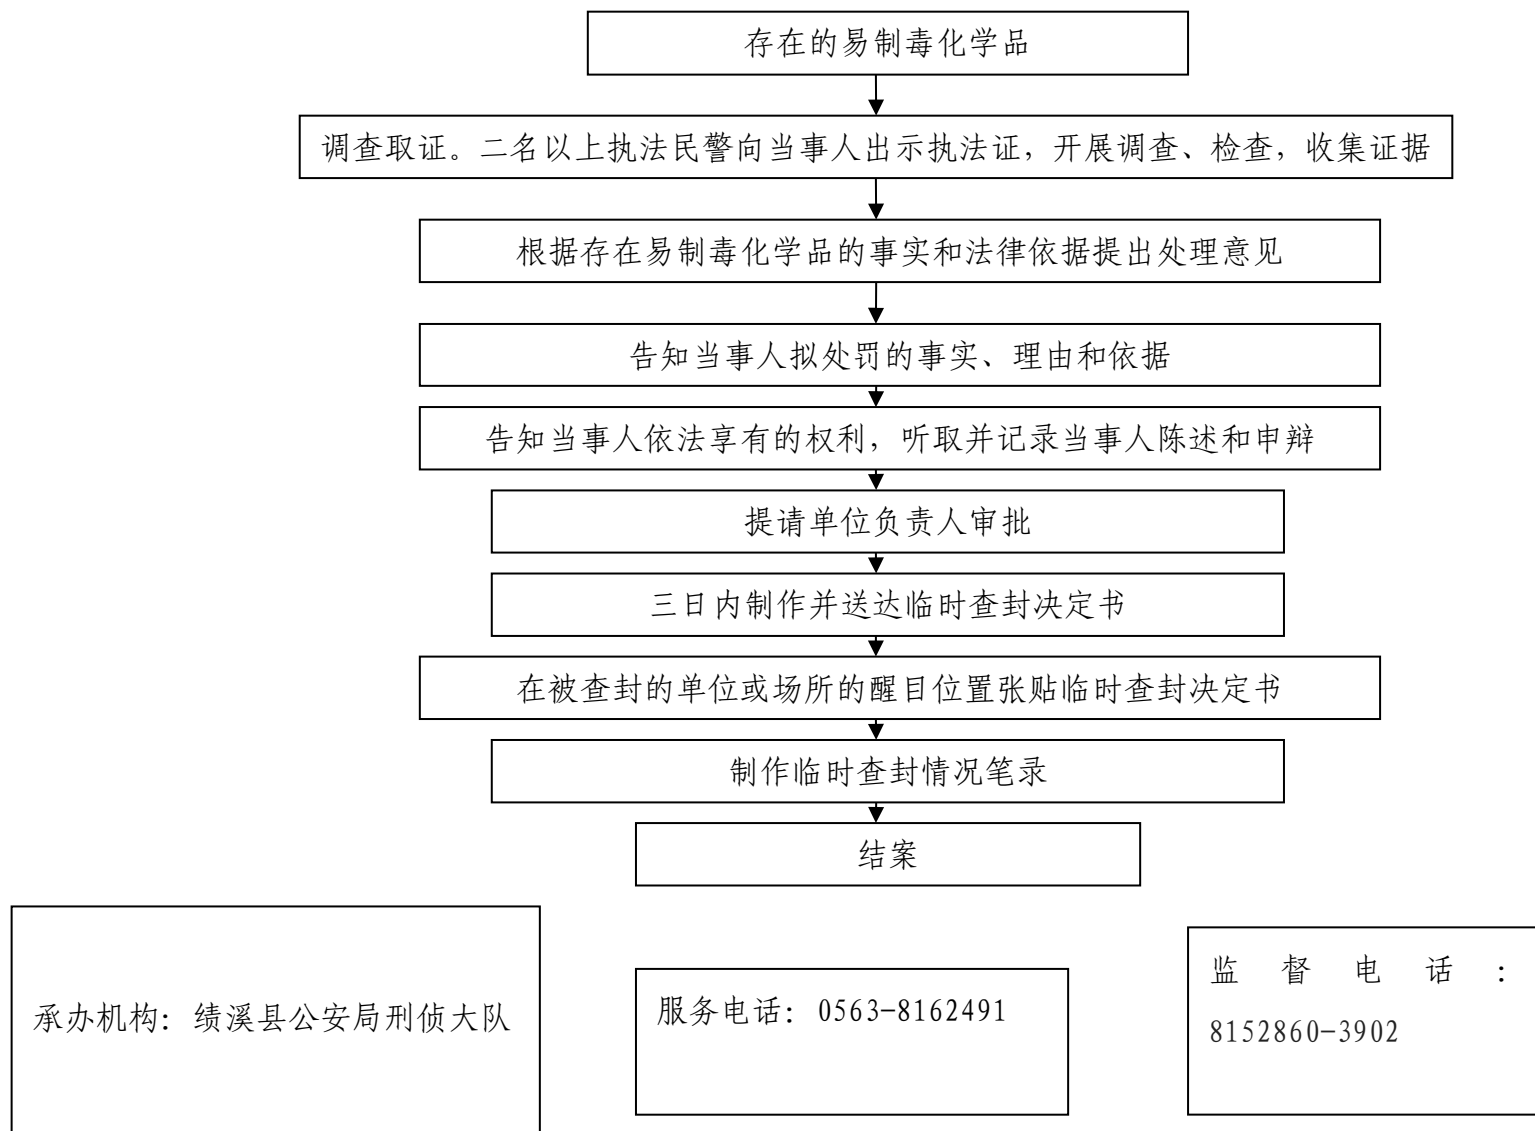 存在的易制毒化学品
调查取证。二名以上执法民警向当事人出示执法证，开展调查、检查，收集证据
根据存在易制毒化学品的事实和法律依据提出处理意见
告知当事人拟处罚的事实、理由和依据
告知当事人依法享有的权利，听取并记录当事人陈述和申辩
提请单位负责人审批
三日内制作并送达临时查封决定书
在被查封的单位或场所的醒目位置张贴临时查封决定书
制作临时查封情况笔录
结案
承办机构：绩溪县公安局刑侦大队
服务电话：0563-8162491
监督电话：
8152860-3902